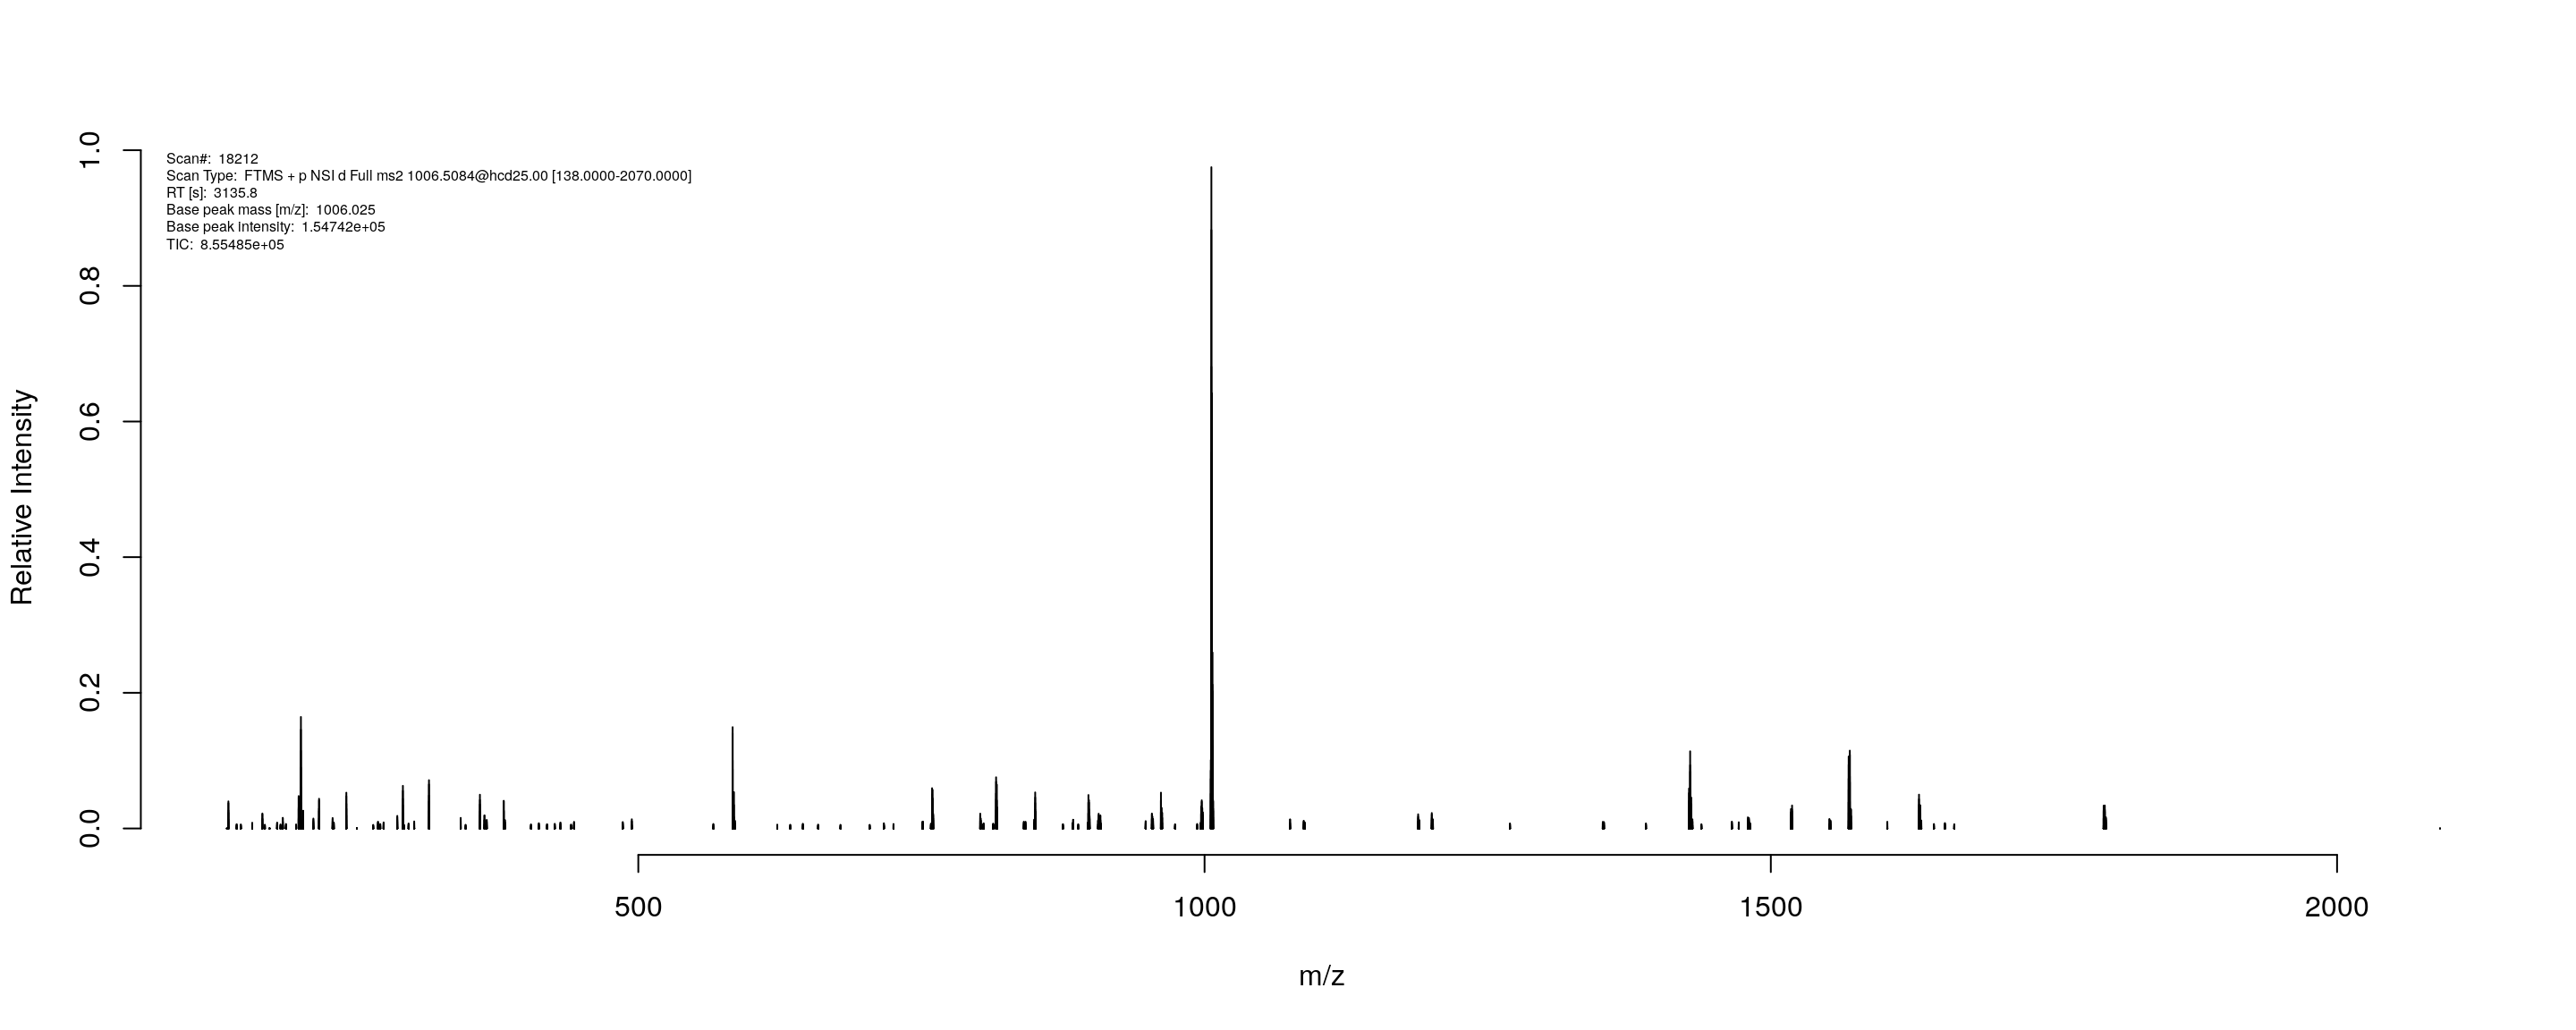 Scan#: 18212
Scan Type: FTMS + p NSI d Full ms2 1006.5084@hcd25.00 [138.0000-2070.0000]
RT [s]: 3135.8
Base peak mass [m/z]: 1006.025
Base peak intensity: 1.54742e+05
TIC: 8.55485e+05
Relative Intensity
1.0
0.8
0.6
0.4
0.2
0.0
500 1000 1500 2000
m/z